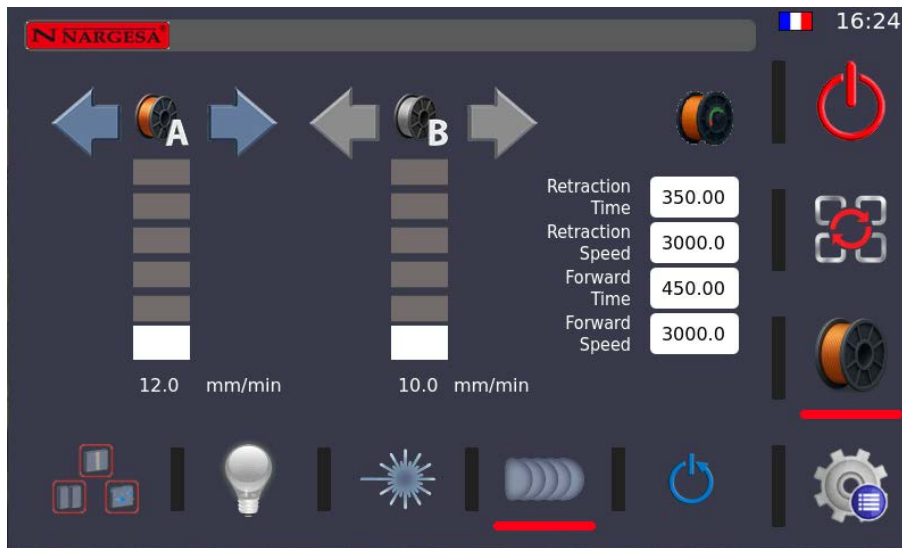 N NARGESA®
16:24
A
B
Retraction
Time
350.00
Retraction
Speed
3000.0
Forward
Time
450.00
Forward
Speed
3000.0
12.0 mm/min
10.0 mm/min